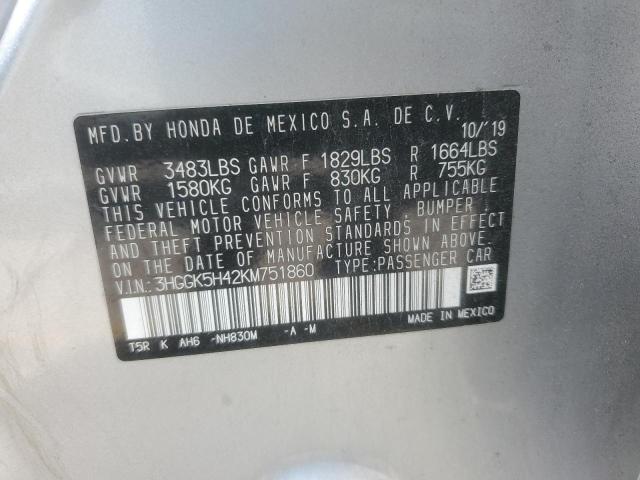 MFD. BY HONDA DE MEXICO S.A. DE C.V.
10/'19
GVWR 3483LBS GAWR F 1829LBS R 1664LBS
GVWR 1580KG GAWR F 830KG R 755KG
THIS VEHICLE CONFORMS TO ALL APPLICABLE
FEDERAL MOTOR VEHICLE SAFETY, BUMPER,
AND THEFT PREVENTION STANDARDS IN EFFECT
ON THE DATE OF MANUFACTURE SHOWN ABOVE.
V.I.N.: 3HGGK5H42KM751860 TYPE:PASSENGER CAR
T5R K AH6 -NH830M -A -M
MADE IN MEXICO